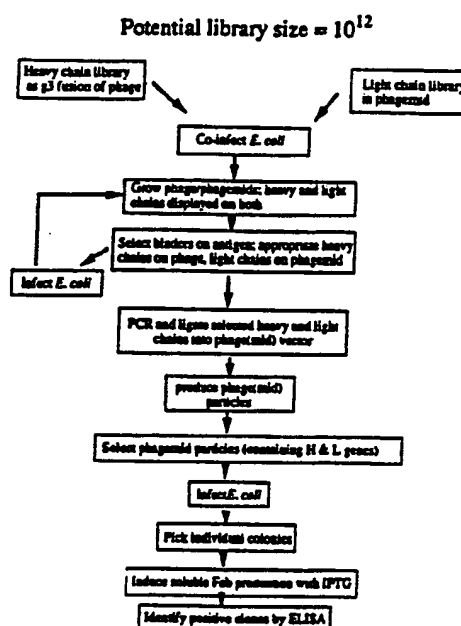 Potential library size = 10¹²
Heavy chain library
as g3 fusion of phage
Light chain library
in phagemid
Co-infect E. coli
Grow phage/phagemids; heavy and light
chains displayed on both
Select binders on antigen; appropriate heavy
chains on phage, light chains on phagemid
Infect E. coli
PCR and ligate selected heavy and light
chains into phage(mid) vector
produce phage(mid)
particles
Select phagemid particles (containing H & L genes)
Infect E. coli
Pick individual colonies
Induce soluble Fab production with IPTG
Identify positive clones by ELISA